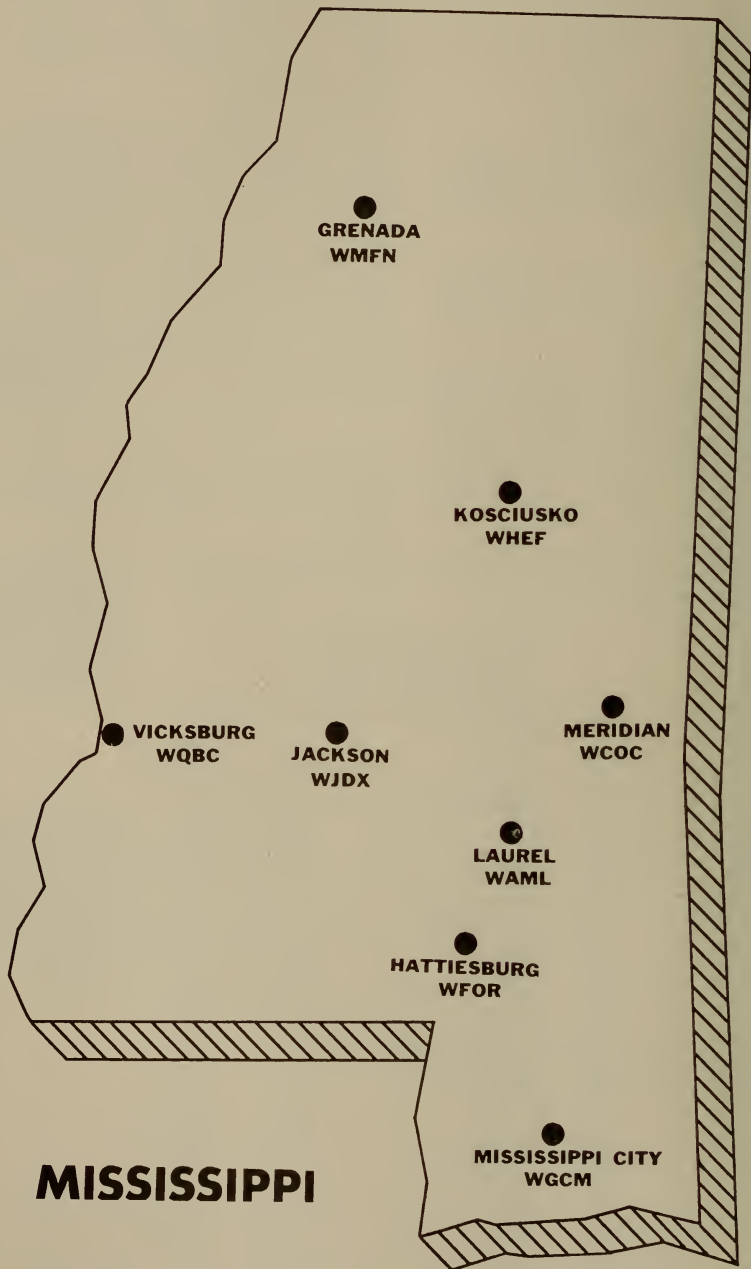 GRENADA
WMFN
KOSCIUSKO
WHEF
VICKSBURG
WQBC
JACKSON
WJDX
MERIDIAN
WCOC
LAUREL
WAML
HATTIESBURG
WFOR
MISSISSIPPI CITY
WGCM
MISSISSIPPI